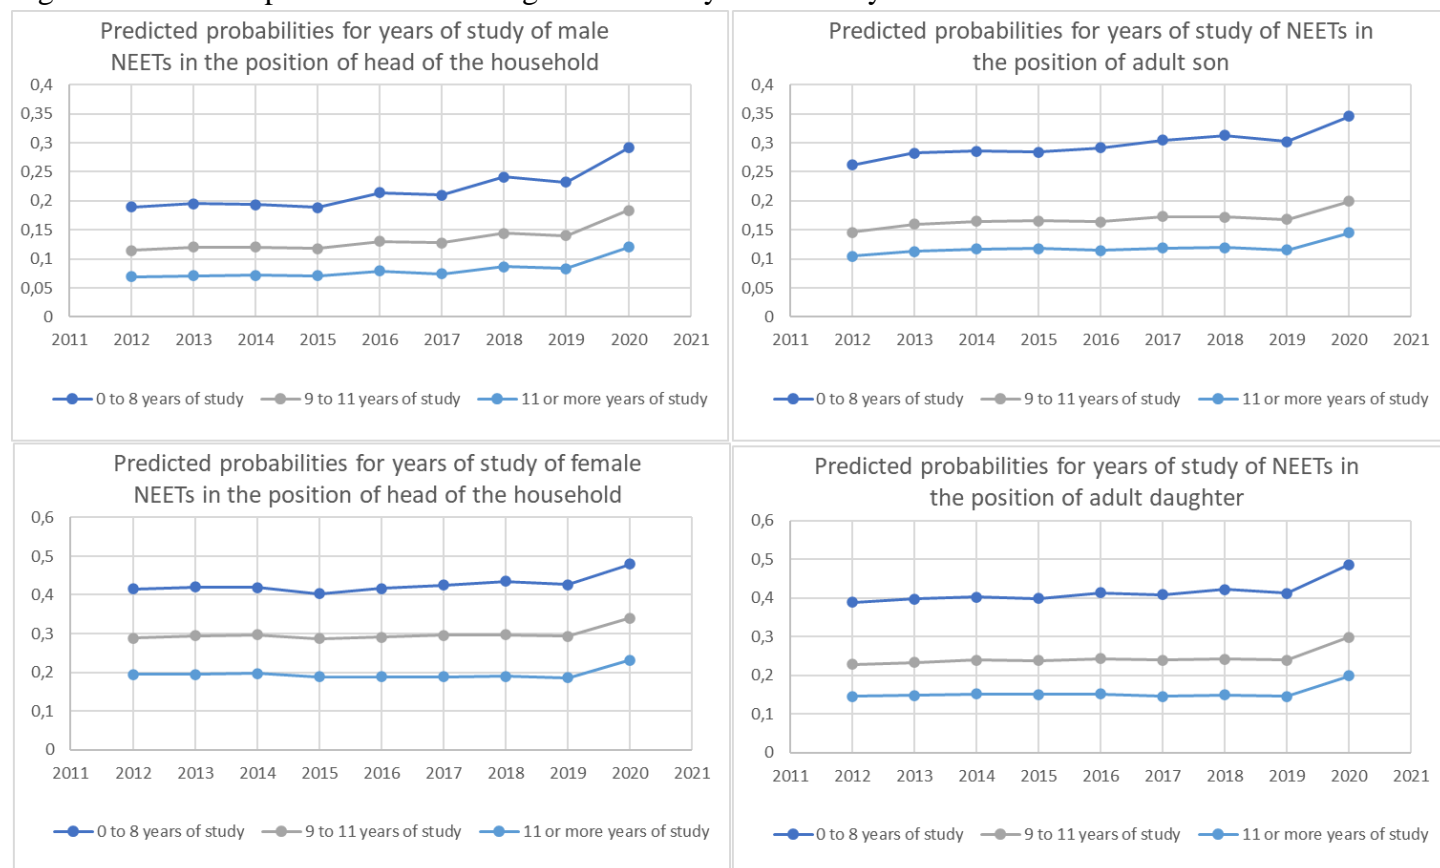 Predicted probabilities for years of study of male
NEETs in the position of head of the household
0,4
0,35
0,3
0,25
0,2
0,15
0,1
0,05
0
2011 2012 2013 2014 2015 2016 2017 2018 2019 2020 2021
0 to 8 years of study 9 to 11 years of study 11 or more years of study
Predicted probabilities for years of study of NEETs in
the position of adult son
0,4
0,35
0,3
0,25
0,2
0,15
0,1
0,05
0
2011 2012 2013 2014 2015 2016 2017 2018 2019 2020 2021
0 to 8 years of study 9 to 11 years of study 11 or more years of study
Predicted probabilities for years of study of female
NEETs in the position of head of the household
0,6
0,5
0,4
0,3
0,2
0,1
0
2011 2012 2013 2014 2015 2016 2017 2018 2019 2020 2021
0 to 8 years of study 9 to 11 years of study 11 or more years of study
Predicted probabilities for years of study of NEETs in
the position of adult daughter
0,6
0,5
0,4
0,3
0,2
0,1
0
2011 2012 2013 2014 2015 2016 2017 2018 2019 2020 2021
0 to 8 years of study 9 to 11 years of study 11 or more years of study